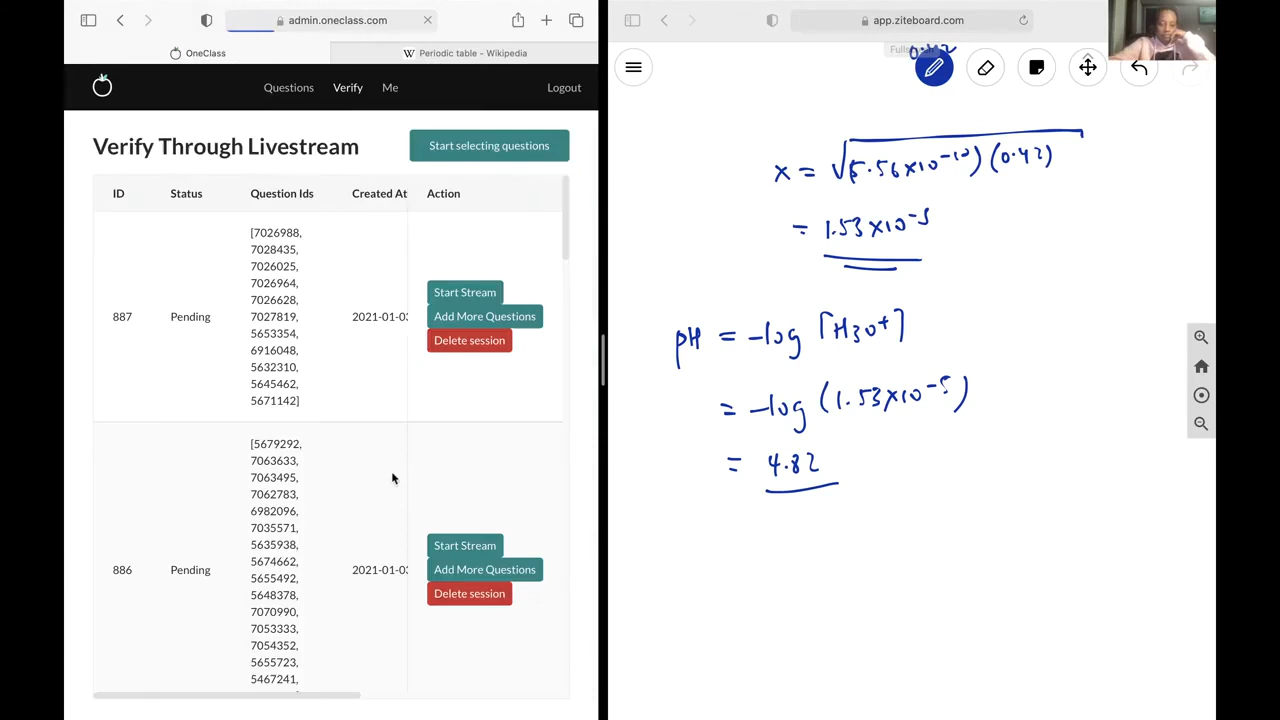 admin.oneclass.com
OneClass
Periodic table - Wikipedia
Questions
Verify
Me
Logout
Verify Through Livestream
Start selecting questions
ID
Status
Question Ids
Created At
Action
887
Pending
[7026988,
7028435,
7026025,
7026964,
7026628,
7027819,
5653354,
6916048,
5632310,
5645462,
5671142]
2021-01-03
Start Stream
Add More Questions
Delete session
886
Pending
[5679292,
7063633,
7063495,
7062783,
6982096,
7035571,
5635938,
5674662,
5655492,
5648378,
7070990,
7053333,
7054352,
5655723,
5467241,
2021-01-03
Start Stream
Add More Questions
Delete session
app.ziteboard.com
x = √(5.56×10⁻¹⁰)(0.42)
= 1.53×10⁻⁵
pH = -log [H3O+]
= -log (1.53×10⁻⁵)
= 4.82